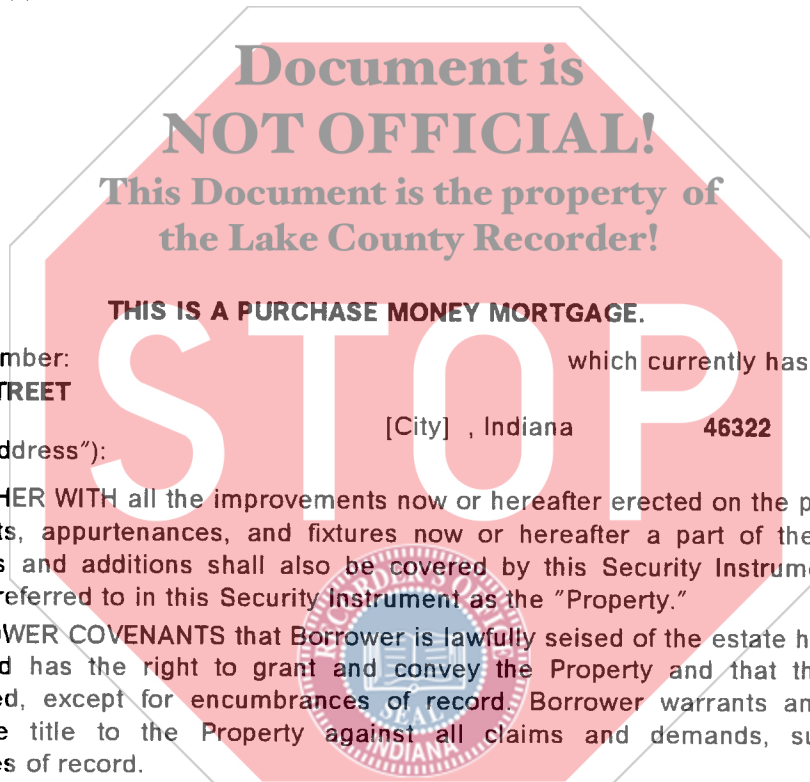 Document is
NOT OFFICIAL!
This Document is the property of
the Lake County Recorder!
THIS IS A PURCHASE MONEY MORTGAGE.
mber: which currently has
TREET
[City] , Indiana 46322
ddress"):
HER WITH all the improvements now or hereafter erected on the p
ts, appurtenances, and fixtures now or hereafter a part of the
s and additions shall also be covered by this Security Instrum
referred to in this Security Instrument as the "Property."
OWER COVENANTS that Borrower is lawfully seised of the estate h
d has the right to grant and convey the Property and that th
ed, except for encumbrances of record. Borrower warrants an
e title to the Property against all claims and demands, su
es of record.
STOP
RECORDER'S OFFICE
SEAL
INDIANA